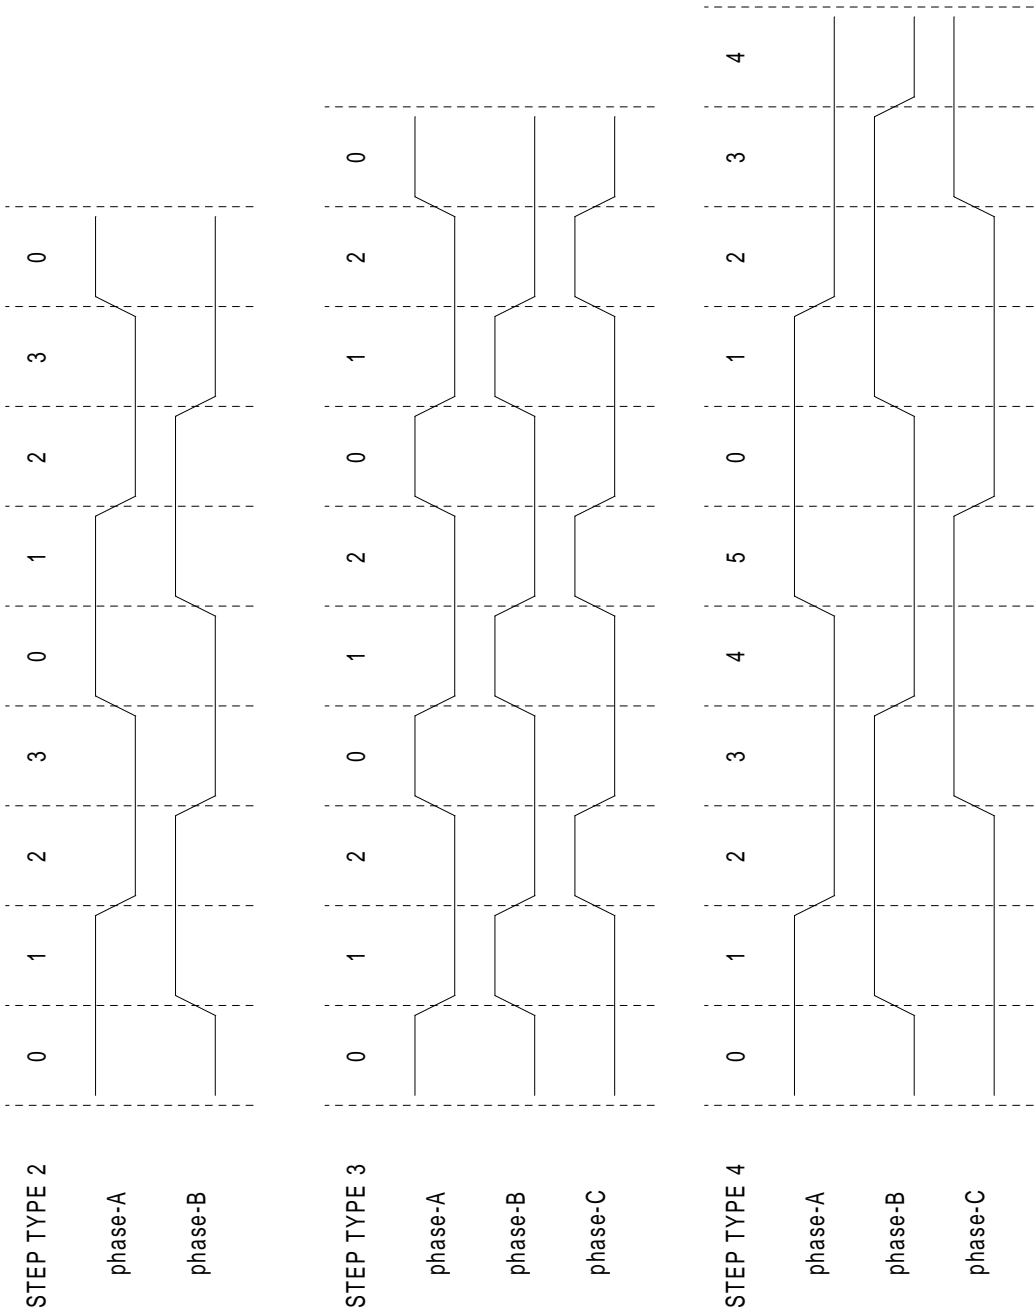 STEP TYPE 2 0 1 2 3 0 1 2 3 0
phase-A
phase-B
STEP TYPE 3 0 1 2 0 1 2 0 1 2 0
phase-A
phase-B
phase-C
STEP TYPE 4 0 1 2 3 4 5 0 1 2 3 4
phase-A
phase-B
phase-C